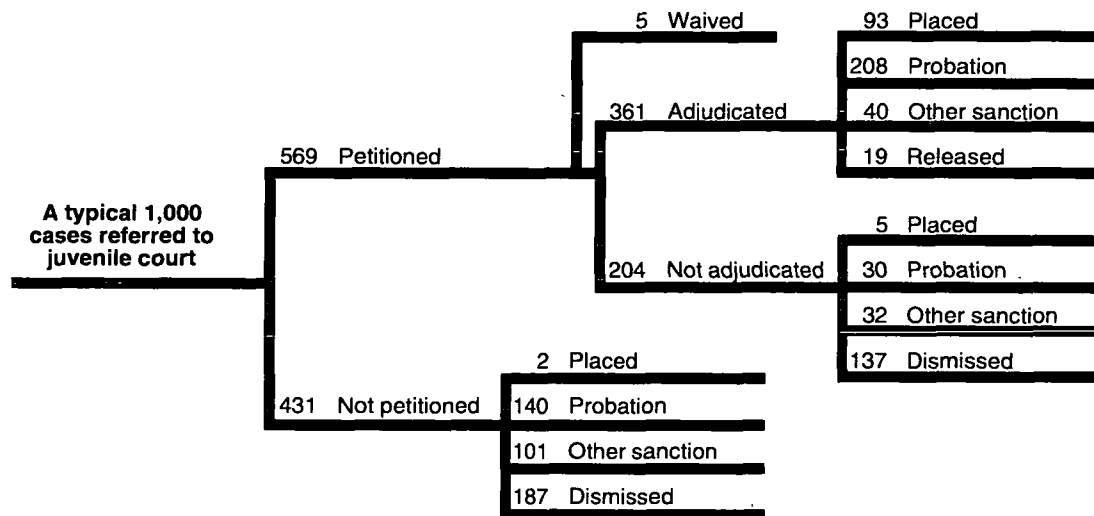 A typical 1,000
cases referred to
juvenile court
569 Petitioned
5 Waived
361 Adjudicated
93 Placed
208 Probation
40 Other sanction
19 Released
204 Not adjudicated
5 Placed
30 Probation
32 Other sanction
137 Dismissed
431 Not petitioned
2 Placed
140 Probation
101 Other sanction
187 Dismissed